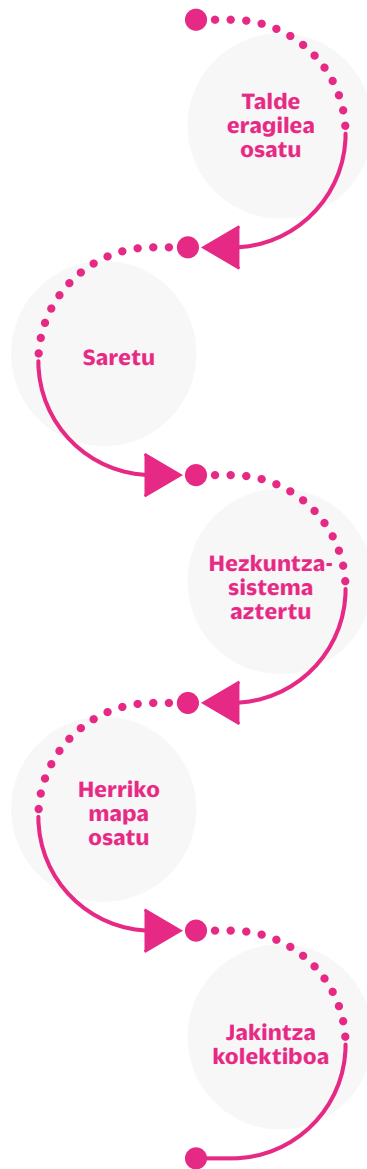 Talde
eragilea
osatu
Saretu
Hezkuntza-
sistema
aztertu
Herriko
mapa
osatu
Jakintza
kolektiboa